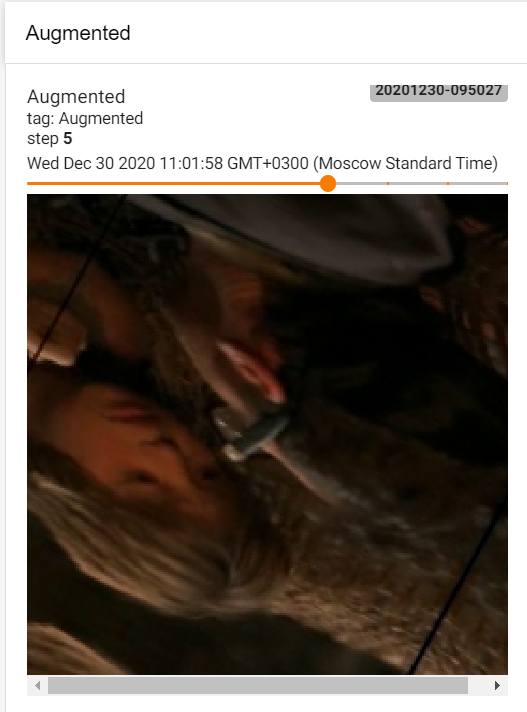 Augmented
Augmented
20201230-095027
tag: Augmented
step 5
Wed Dec 30 2020 11:01:58 GMT+0300 (Moscow Standard Time)